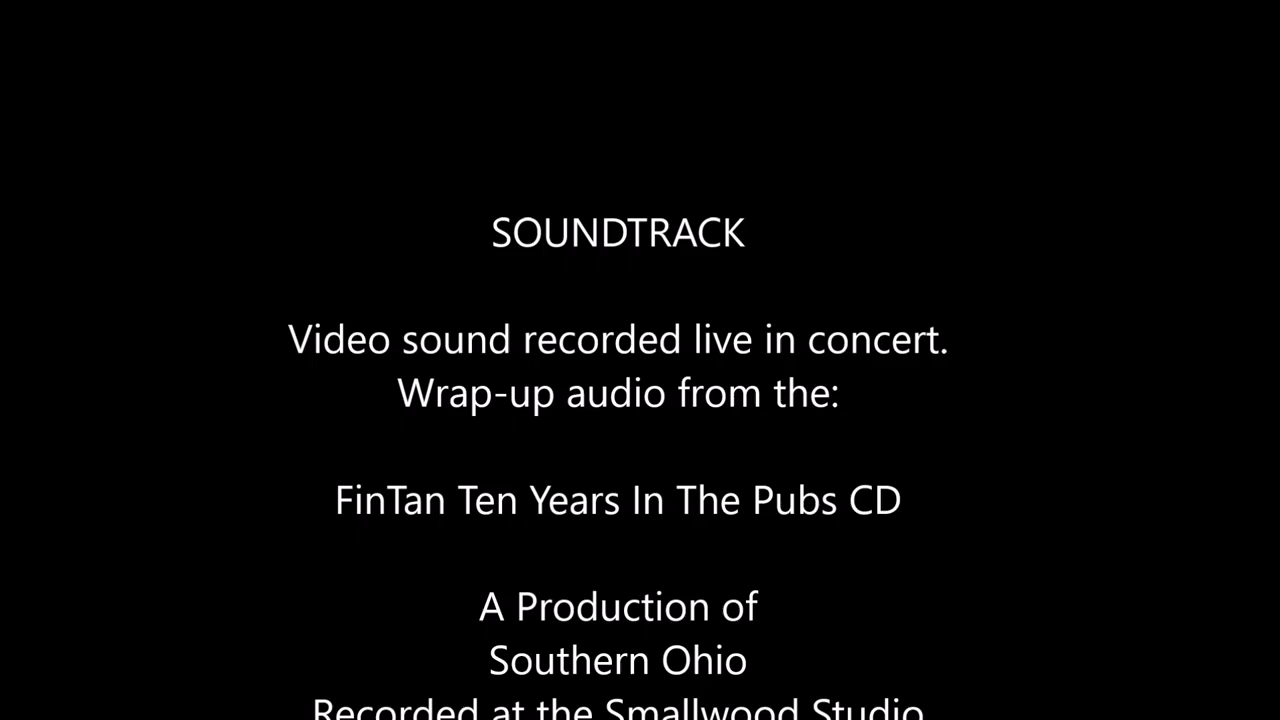 SOUNDTRACK
Video sound recorded live in concert.
Wrap-up audio from the:
FinTan Ten Years In The Pubs CD
A Production of
Southern Ohio
Recorded at the Smallwood Studio